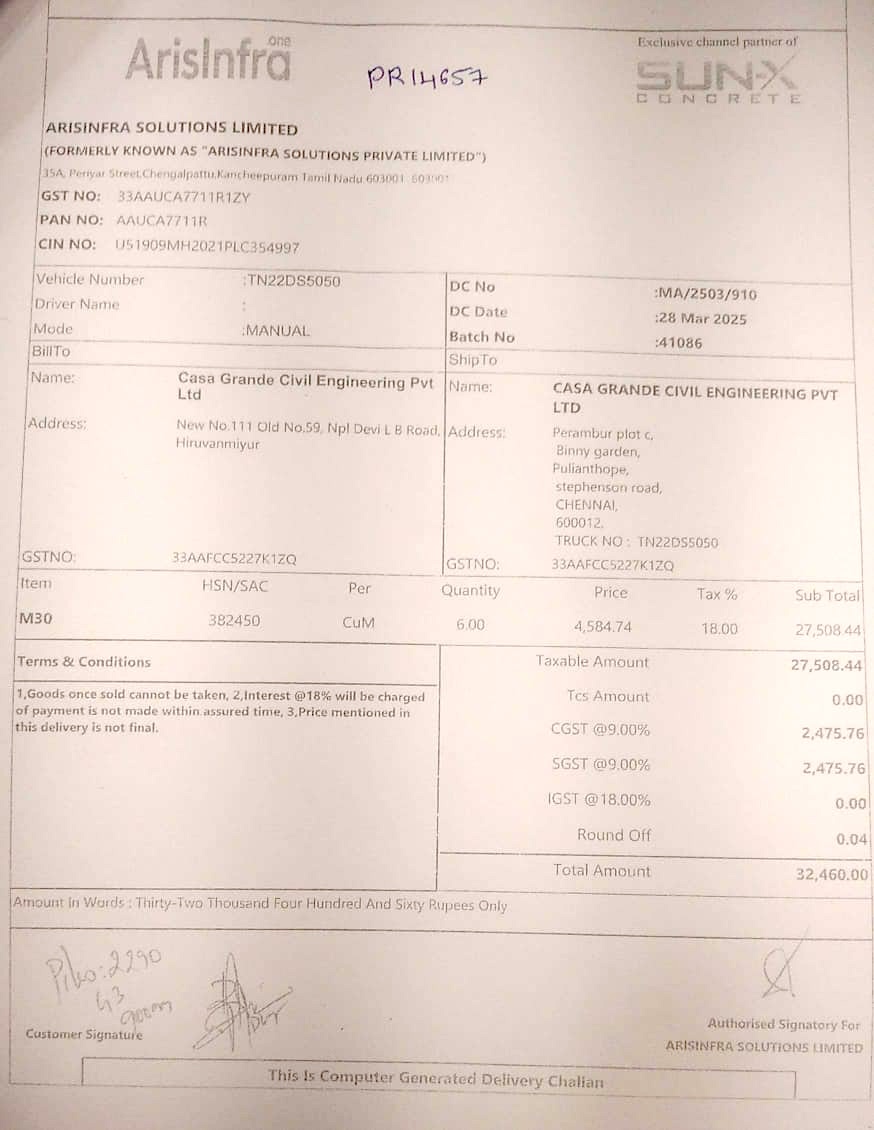 ArisInfra.one
PR14657
Exclusive channel partner of
SUN-X
CONCRETE
ARISINFRA SOLUTIONS LIMITED
(FORMERLY KNOWN AS "ARISINFRA SOLUTIONS PRIVATE LIMITED")
35A, Periyar Street,Chengalpattu,Kancheepuram Tamil Nadu 603001 603001
GST NO: 33AAUCA7711R1ZY
PAN NO: AAUCA7711R
CIN NO: U51909MH2021PLC354997
Vehicle Number :TN22DS5050
Driver Name :
Mode :MANUAL
DC No :MA/2503/910
DC Date :28 Mar 2025
Batch No :41086
BillTo
Name: Casa Grande Civil Engineering Pvt
Ltd
Address: New No.111 Old No.59, Npl Devi L B Road,
Hiruvanmiyur
GSTNO: 33AAFCC5227K1ZQ
ShipTo
Name: CASA GRANDE CIVIL ENGINEERING PVT
LTD
Address: Perambur plot c,
Binny garden,
Pulianthope,
stephenson road,
CHENNAI,
600012,
TRUCK NO : TN22DS5050
GSTNO: 33AAFCC5227K1ZQ
Item HSN/SAC Per Quantity Price Tax % Sub Total
M30 382450 CuM 6.00 4,584.74 18.00 27,508.44
Terms & Conditions
1,Goods once sold cannot be taken, 2,Interest @18% will be charged
of payment is not made within assured time, 3,Price mentioned in
this delivery is not final.
Taxable Amount 27,508.44
Tcs Amount 0.00
CGST @9.00% 2,475.76
SGST @9.00% 2,475.76
IGST @18.00% 0.00
Round Off 0.04
Total Amount 32,460.00
Amount In Words : Thirty-Two Thousand Four Hundred And Sixty Rupees Only
:2290
Customer Signature
Authorised Signatory For
ARISINFRA SOLUTIONS LIMITED
This Is Computer Generated Delivery Challan